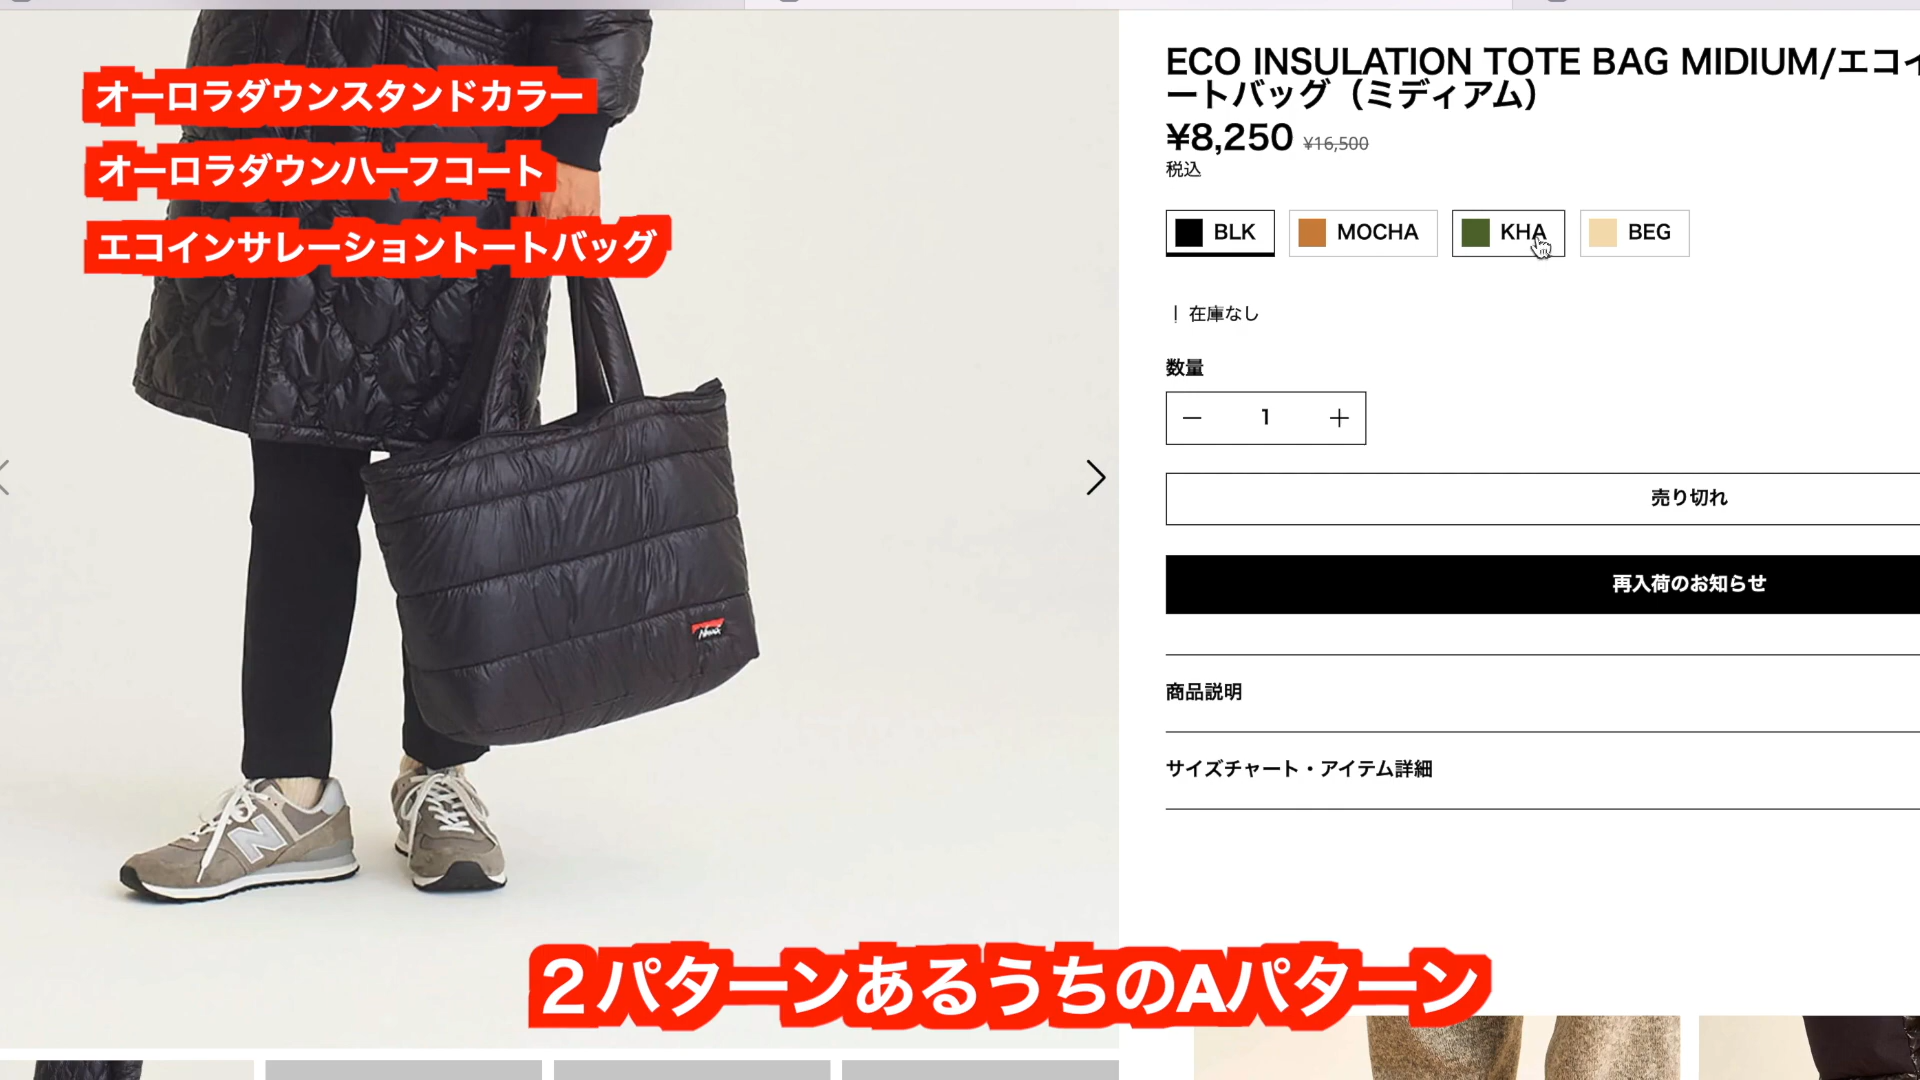 オーロラダウンスタンドカラー
オーロラダウンハーフコート
エコインサレーショントートバッグ
ECO INSULATION TOTE BAG MIDIUM/エコイ
ートバッグ（ミディアム）
¥8,250 ¥16,500
税込
BLK MOCHA KHA BEG
| 在庫なし
数量
— 1 +
売り切れ
再入荷のお知らせ
商品説明
サイズチャート・アイテム詳細
N
２パターンあるうちのAパターン